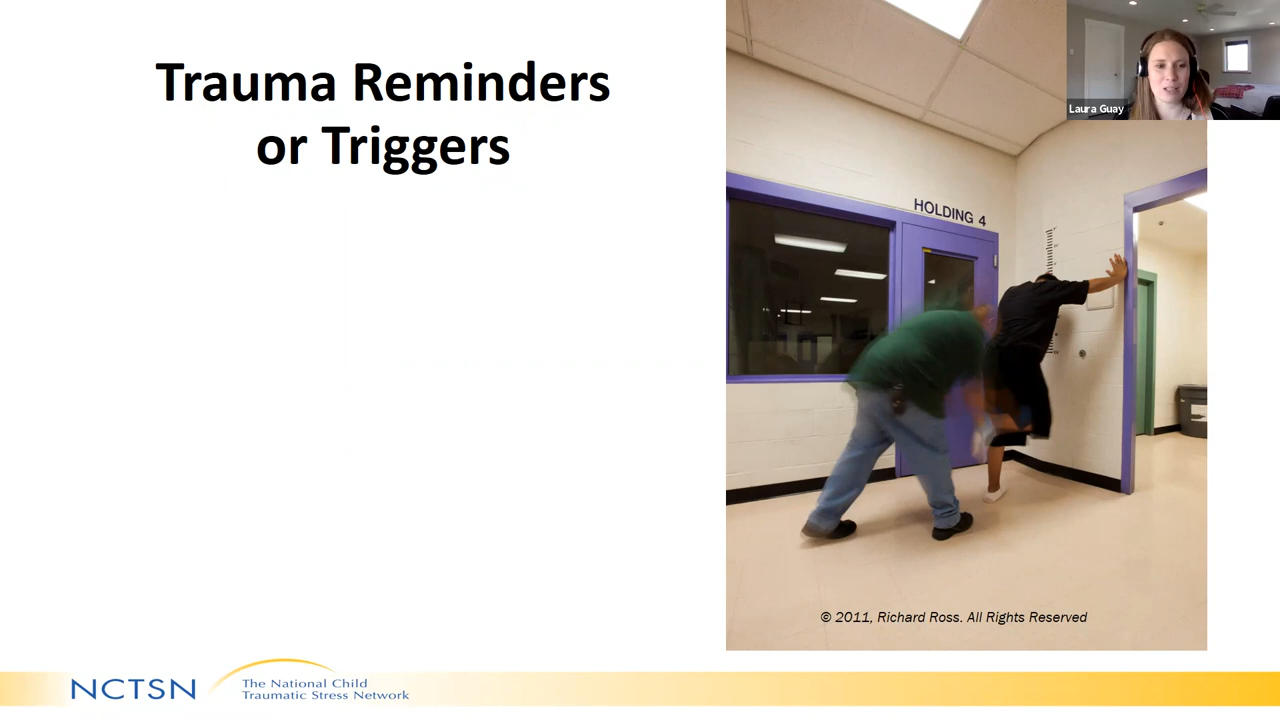 Trauma Reminders
or Triggers
Laura Guay
HOLDING 4
© 2011, Richard Ross. All Rights Reserved
NCTSN
The National Child
Traumatic Stress Network